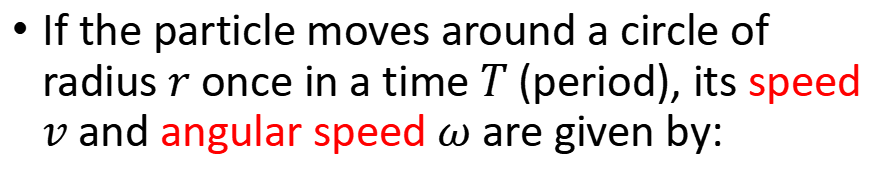 • If the particle moves around a circle of
radius r once in a time T (period), its speed
v and angular speed ω are given by: